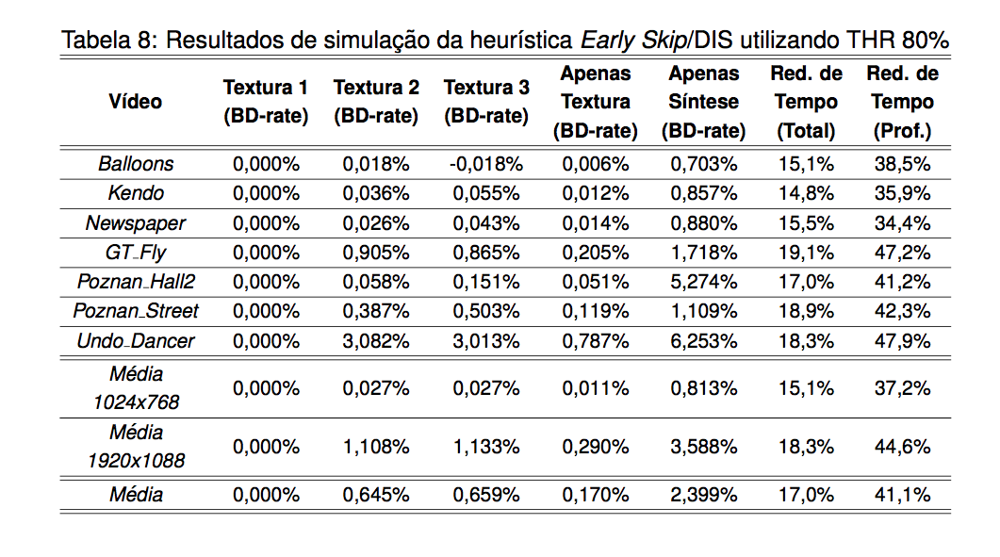 Tabela 8: Resultados de simulação da heurística Early Skip/DIS utilizando THR 80%
Vídeo Textura 1 (BD-rate) Textura 2 (BD-rate) Textura 3 (BD-rate) Apenas Textura (BD-rate) Apenas Síntese (BD-rate) Red. de Tempo (Total) Red. de Tempo (Prof.)
Balloons 0,000% 0,018% -0,018% 0,006% 0,703% 15,1% 38,5%
Kendo 0,000% 0,036% 0,055% 0,012% 0,857% 14,8% 35,9%
Newspaper 0,000% 0,026% 0,043% 0,014% 0,880% 15,5% 34,4%
GT_Fly 0,000% 0,905% 0,865% 0,205% 1,718% 19,1% 47,2%
Poznan_Hall2 0,000% 0,058% 0,151% 0,051% 5,274% 17,0% 41,2%
Poznan_Street 0,000% 0,387% 0,503% 0,119% 1,109% 18,9% 42,3%
Undo_Dancer 0,000% 3,082% 3,013% 0,787% 6,253% 18,3% 47,9%
Média 1024x768 0,000% 0,027% 0,027% 0,011% 0,813% 15,1% 37,2%
Média 1920x1088 0,000% 1,108% 1,133% 0,290% 3,588% 18,3% 44,6%
Média 0,000% 0,645% 0,659% 0,170% 2,399% 17,0% 41,1%